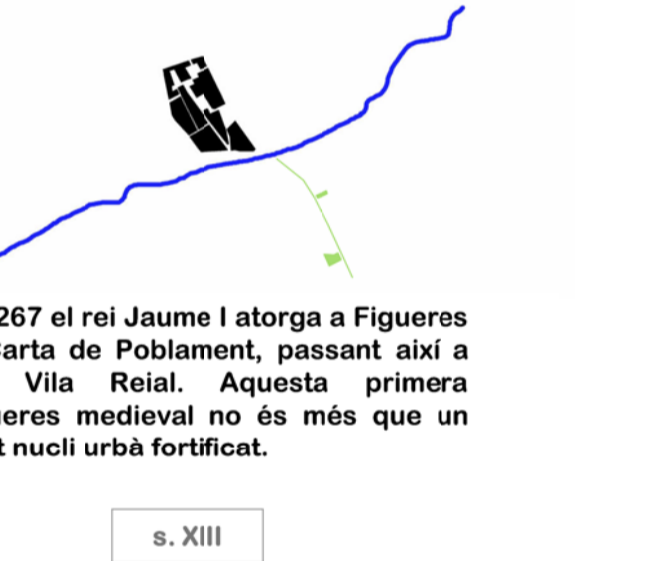 267 el rei Jaume I atorga a Figueres
arta de Poblament, passant així a
Vila Reial. Aquesta primera
ueres medieval no és més que un
t nucli urbà fortificat.
s. XIII